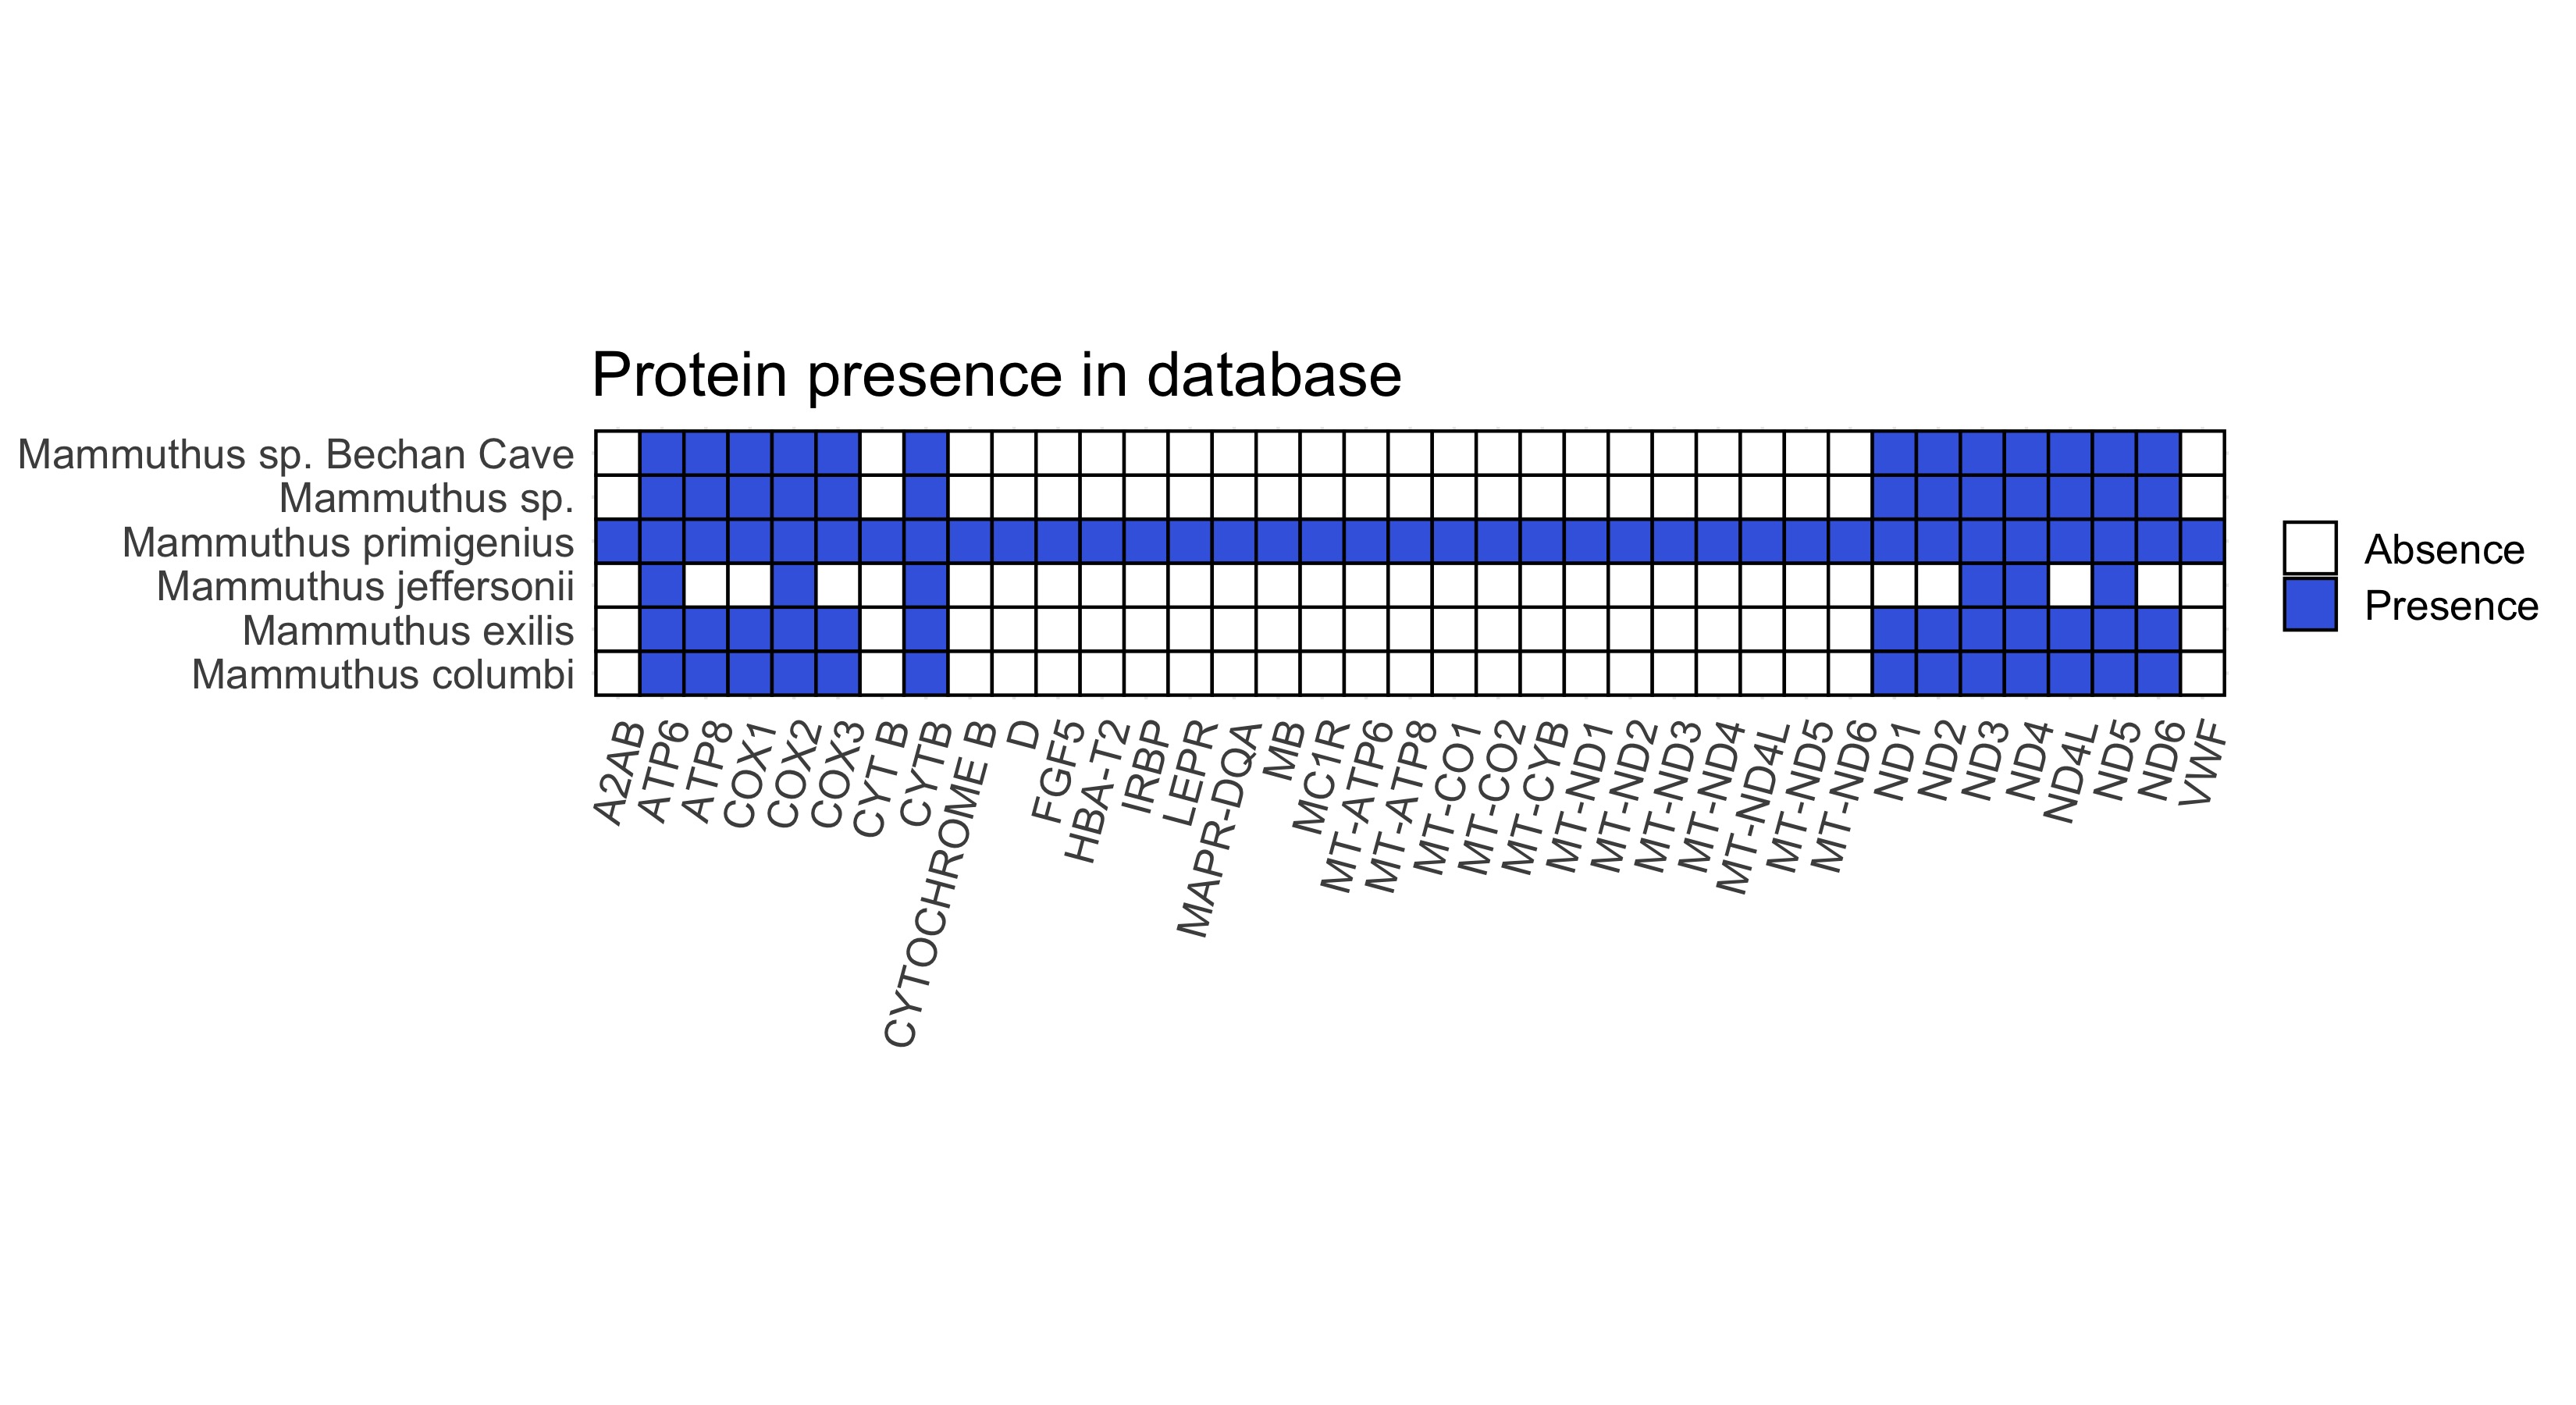 Protein presence in database
Mammuthus sp. Bechan Cave
Mammuthus sp.
Mammuthus primigenius
Mammuthus jeffersonii
Mammuthus exilis
Mammuthus columbi
Absence
Presence
A2AB
ATP6
ATP8
COX1
COX2
COX3
CYT B
CYTB
CYTOCHROME B
D
FGF5
HBA-T2
IRBP
LEPR
MAPR-DQA
MB
MC1R
MT-ATP6
MT-ATP8
MT-CO1
MT-CO2
MT-CYB
MT-ND1
MT-ND2
MT-ND3
MT-ND4
MT-ND4L
MT-ND5
MT-ND6
ND1
ND2
ND3
ND4
ND4L
ND5
ND6
VWF